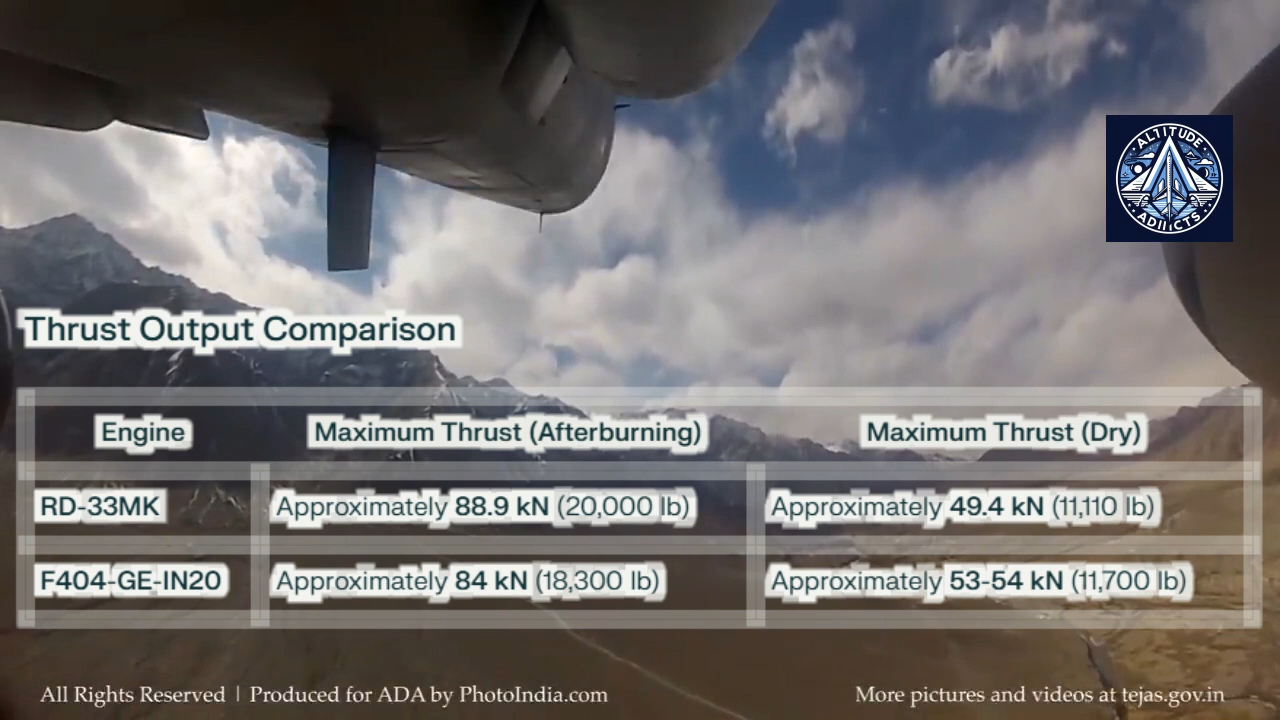 ALTITUDE
ADIICTS
Thrust Output Comparison
Engine Maximum Thrust (Afterburning) Maximum Thrust (Dry)
RD-33MK Approximately 88.9 kN (20,000 lb) Approximately 49.4 kN (11,110 lb)
F404-GE-IN20 Approximately 84 kN (18,300 lb) Approximately 53-54 kN (11,700 lb)
All Rights Reserved | Produced for ADA by PhotoIndia.com More pictures and videos at tejas.gov.in